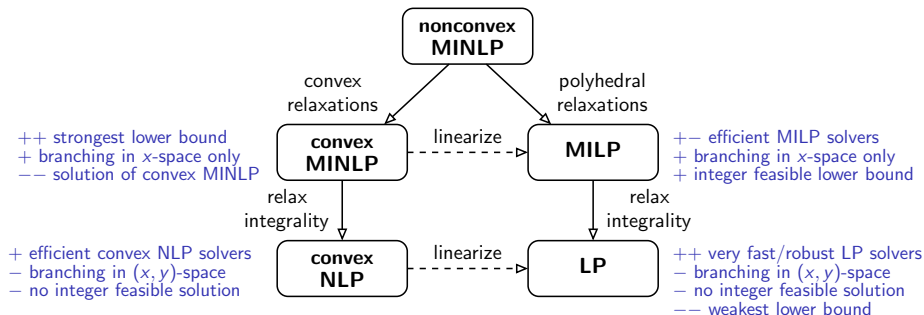 nonconvex
MINLP
convex
relaxations
polyhedral
relaxations
++ strongest lower bound
+ branching in x-space only
−− solution of convex MINLP
convex
MINLP
linearize
MILP
+− efficient MILP solvers
+ branching in x-space only
+ integer feasible lower bound
relax
integrality
relax
integrality
+ efficient convex NLP solvers
− branching in (x, y)-space
− no integer feasible solution
convex
NLP
linearize
LP
++ very fast/robust LP solvers
− branching in (x, y)-space
− no integer feasible solution
−− weakest lower bound